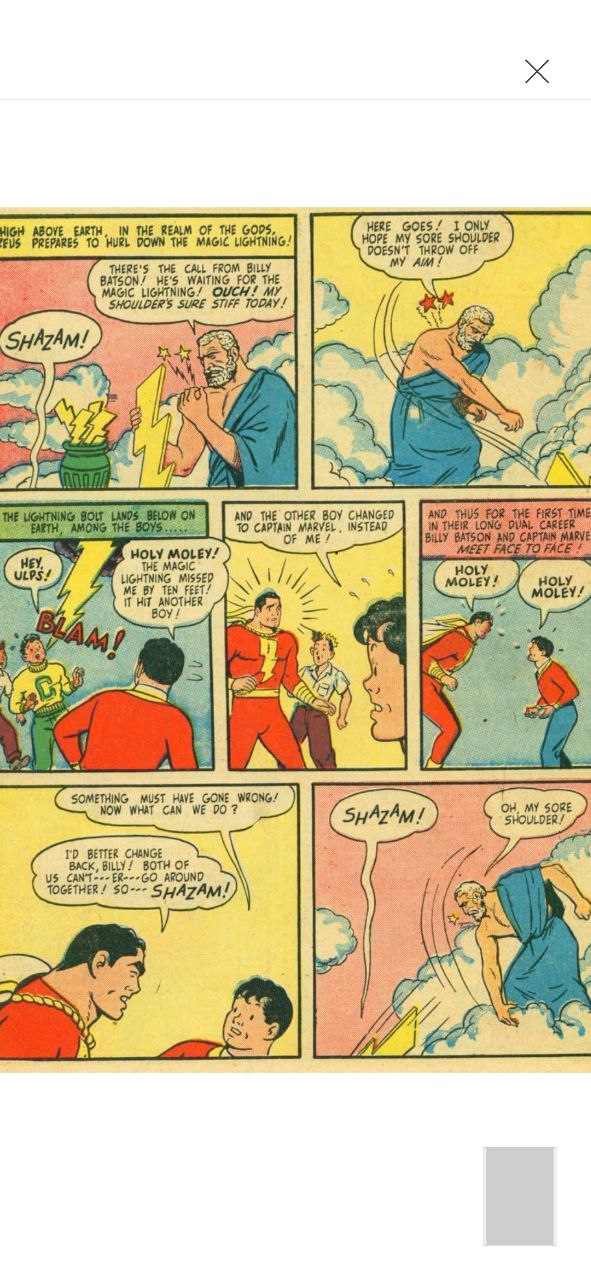 HIGH ABOVE EARTH, IN THE REALM OF THE GODS,
ZEUS PREPARES TO HURL DOWN THE MAGIC LIGHTNING!
THERE'S THE CALL FROM BILLY
BATSON! HE'S WAITING FOR THE
MAGIC LIGHTNING! OUCH! MY
SHOULDER'S SURE STIFF TODAY!
SHAZAM!
HERE GOES! I ONLY
HOPE MY SORE SHOULDER
DOESN'T THROW OFF
MY AIM!
THE LIGHTNING BOLT LANDS BELOW ON
EARTH, AMONG THE BOYS.....
HEY,
ULPS!
BLAM!
HOLY MOLEY!
THE MAGIC
LIGHTNING MISSED
ME BY TEN FEET!
IT HIT ANOTHER
BOY!
C
AND THE OTHER BOY CHANGED
TO CAPTAIN MARVEL, INSTEAD
OF ME!
AND THUS FOR THE FIRST TIME
IN THEIR LONG DUAL CAREER
BILLY BATSON AND CAPTAIN MARVE
MEET FACE TO FACE!
HOLY
MOLEY!
HOLY
MOLEY!
SOMETHING MUST HAVE GONE WRONG!
NOW WHAT CAN WE DO?
I'D BETTER CHANGE
BACK, BILLY! BOTH OF
US CAN'T---ER---GO AROUND
TOGETHER! SO--- SHAZAM!
SHAZAM!
OH, MY SORE
SHOULDER!